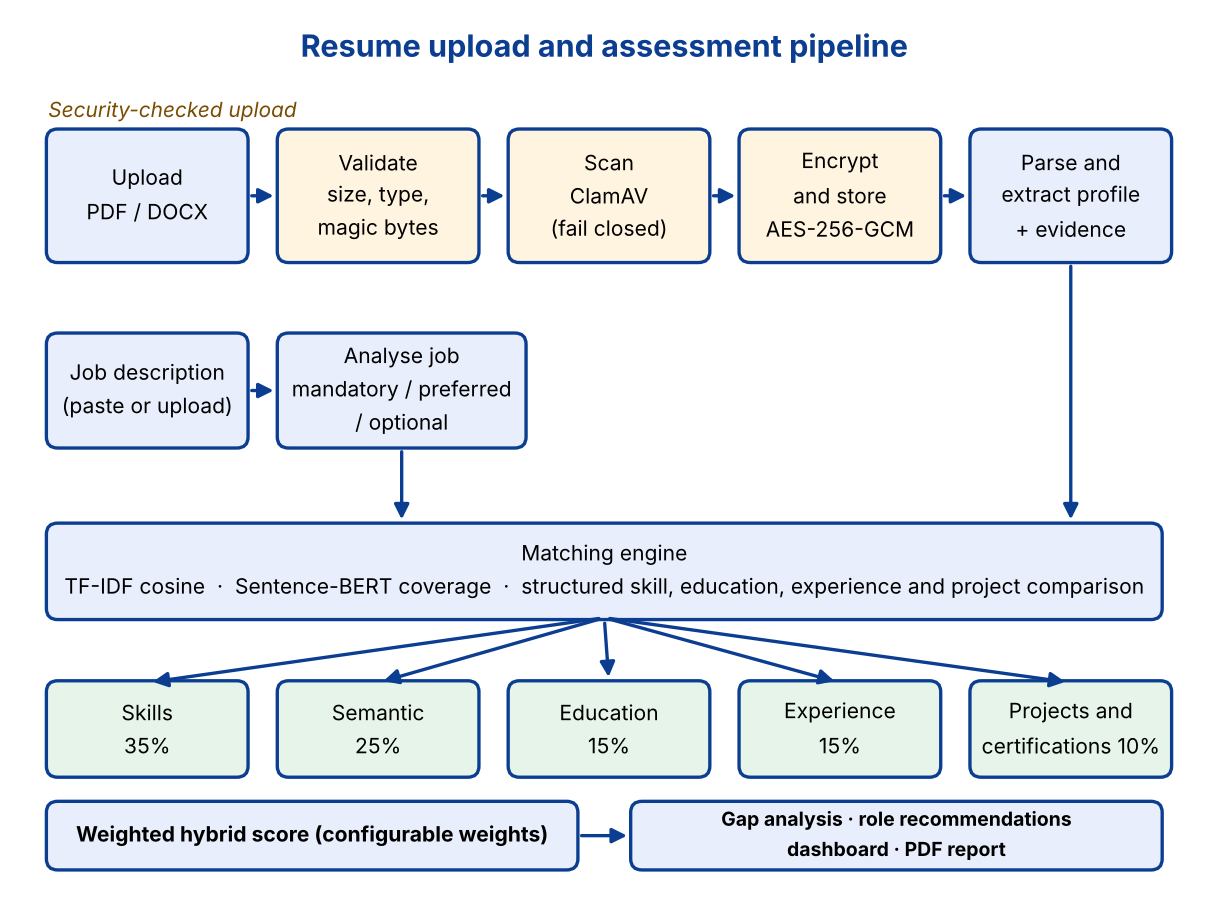 Resume upload and assessment pipeline
Security-checked upload
Upload
PDF / DOCX
Validate
size, type,
magic bytes
Scan
ClamAV
(fail closed)
Encrypt
and store
AES-256-GCM
Parse and
extract profile
+ evidence
Job description
(paste or upload)
Analyse job
mandatory / preferred
/ optional
Matching engine
TF-IDF cosine · Sentence-BERT coverage · structured skill, education, experience and project comparison
Skills
35%
Semantic
25%
Education
15%
Experience
15%
Projects and
certifications 10%
Weighted hybrid score (configurable weights)
Gap analysis · role recommendations
dashboard · PDF report